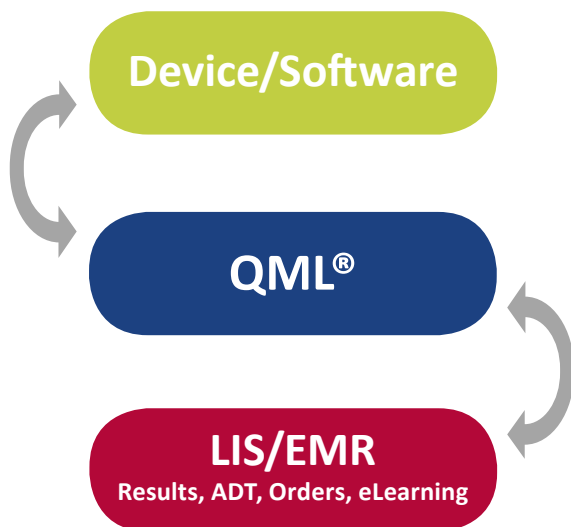 Device/Software
QML®
LIS/EMR
Results, ADT, Orders, eLearning